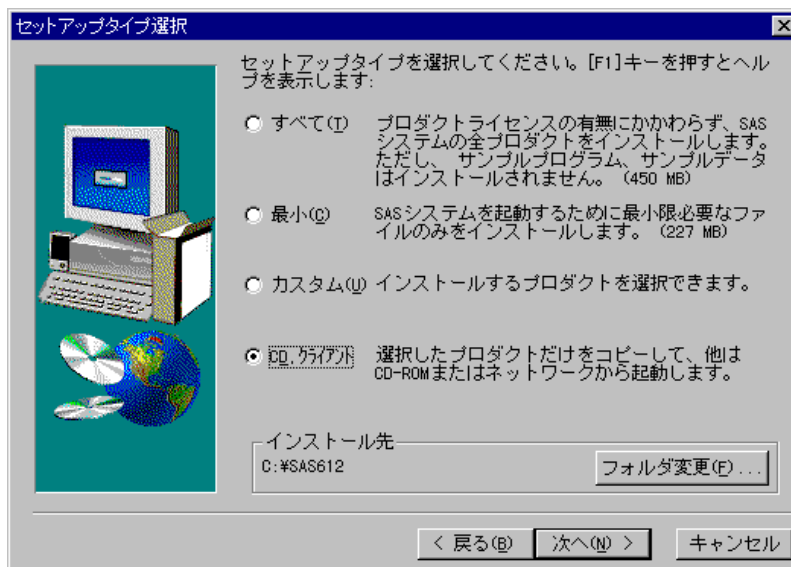 セットアップタイプ選択
セットアップタイプを選択してください。[F1]キーを押すとヘル
プを表示します:
すべて(T)
プロダクトライセンスの有無にかかわらず、SAS
システムの全プロダクトをインストールします。
ただし、 サンプルプログラム、サンプルデータ
はインストールされません。 (450 MB)
最小(C)
SASシステムを起動するために最小限必要なファ
イルのみをインストールします。 (227 MB)
カスタム(U)
インストールするプロダクトを選択できます。
CD,クライアント
選択したプロダクトだけをコピーして、他は
CD-ROMまたはネットワークから起動します。
インストール先
C:¥SAS612
フォルダ変更(F)...
< 戻る(B)
次へ(N) >
キャンセル